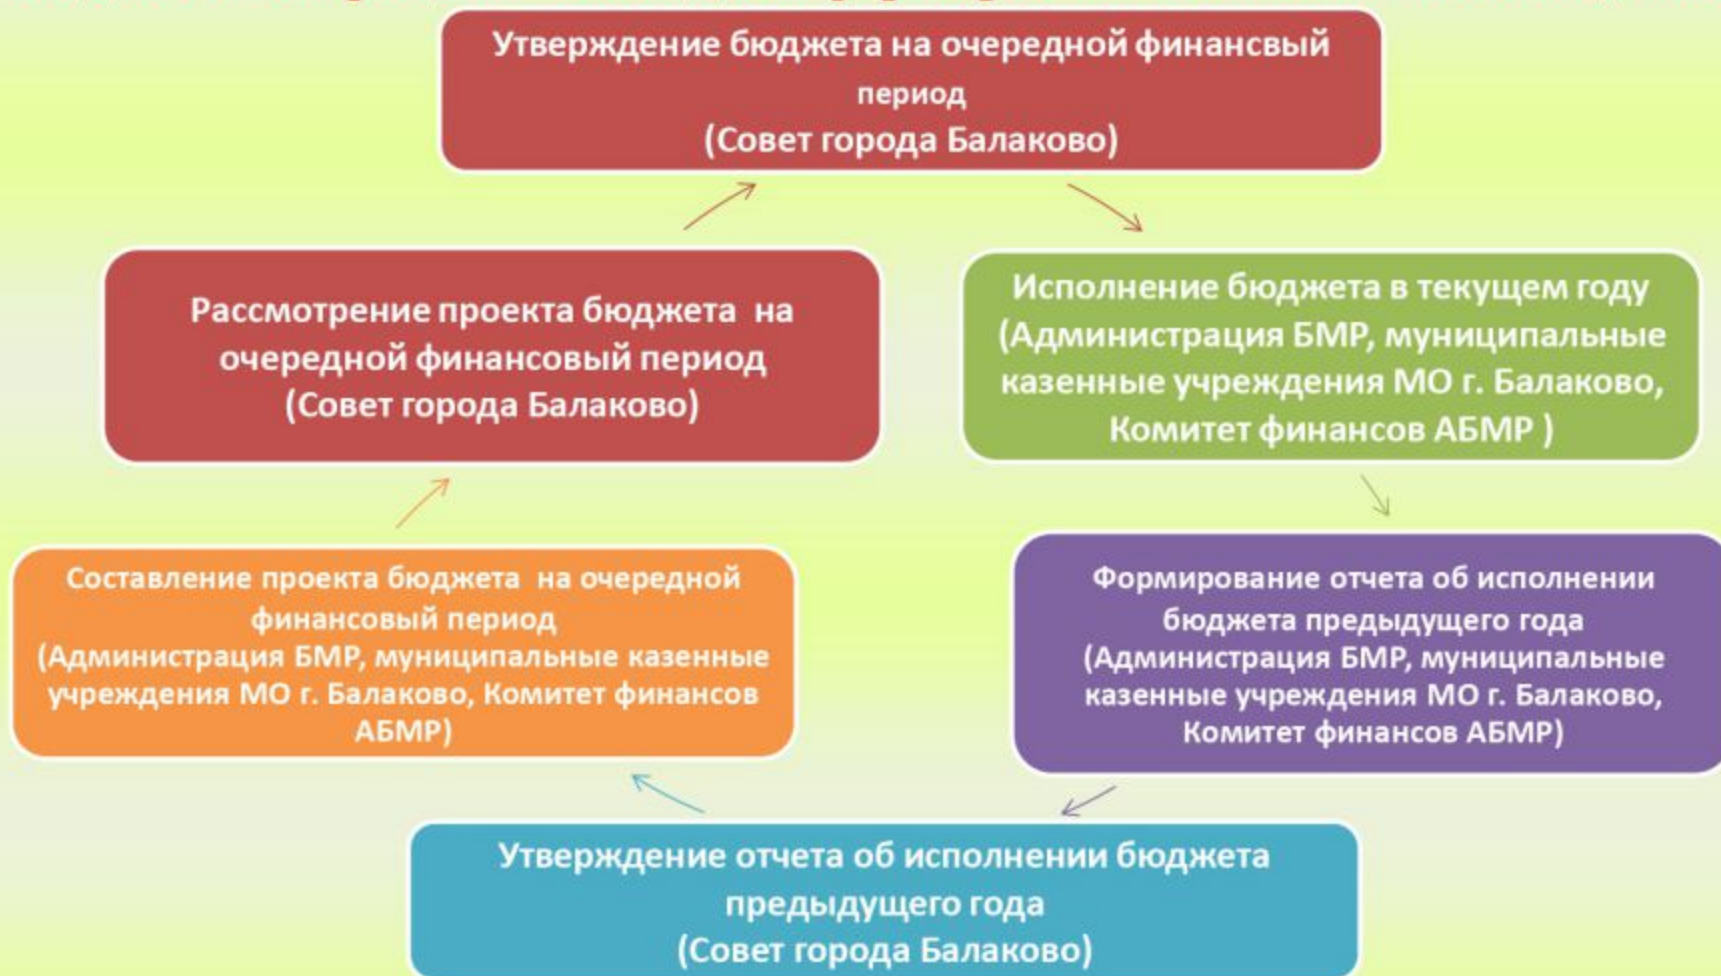 Утверждение бюджета на очередной финансвый
период
(Совет города Балаково)
Рассмотрение проекта бюджета на
очередной финансовый период
(Совет города Балаково)
Исполнение бюджета в текущем году
(Администрация БМР, муниципальные
казенные учреждения МО г. Балаково,
Комитет финансов АБМР )
Составление проекта бюджета на очередной
финансовый период
(Администрация БМР, муниципальные казенные
учреждения МО г. Балаково, Комитет финансов
АБМР)
Формирование отчета об исполнении
бюджета предыдущего года
(Администрация БМР, муниципальные
казенные учреждения МО г. Балаково,
Комитет финансов АБМР)
Утверждение отчета об исполнении бюджета
предыдущего года
(Совет города Балаково)